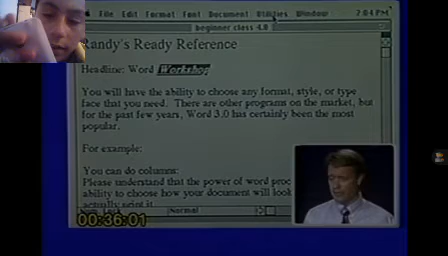 File Edit Format Font Document Utilities Window 2:04 PM
beginner class 4.0
Randy's Ready Reference
Headline: Word Workshop
You will have the ability to choose any format, style, or type
face that you need. There are other programs on the market, but
for the past few years, Word 3.0 has certainly been the most
popular.
For example:
You can do columns:
Please understand that the power of word proc
ability to choose how your document will look
actually print it.
00:36:01
Normal